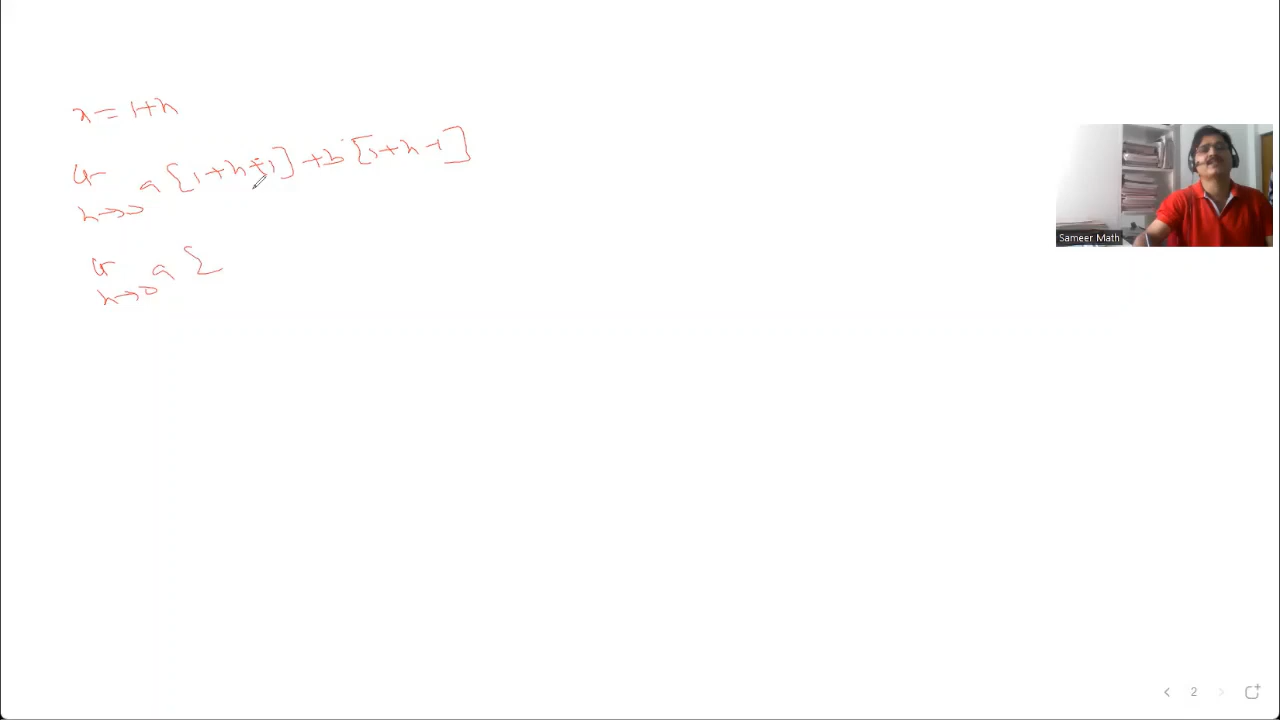 x = 1+h
lt h→0 a[1+h+1]+b[1+h-1]
lt h→0 a [
Sameer Math
2